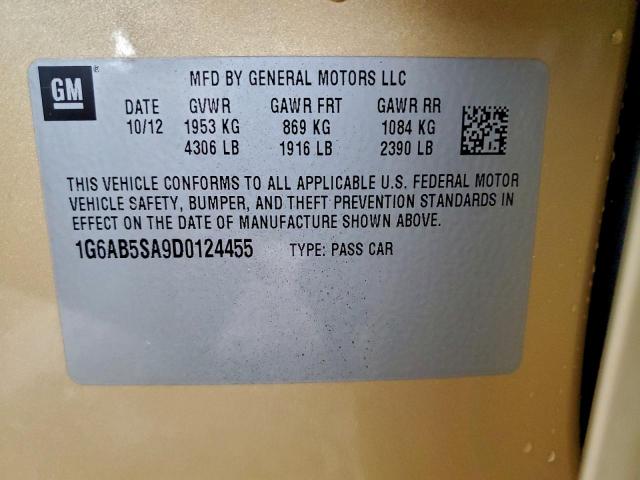 GM ®
MFD BY GENERAL MOTORS LLC
DATE GVWR GAWR FRT GAWR RR
10/12 1953 KG 869 KG 1084 KG
4306 LB 1916 LB 2390 LB
THIS VEHICLE CONFORMS TO ALL APPLICABLE U.S. FEDERAL MOTOR
VEHICLE SAFETY, BUMPER, AND THEFT PREVENTION STANDARDS IN
EFFECT ON THE DATE OF MANUFACTURE SHOWN ABOVE.
1G6AB5SA9D0124455 TYPE: PASS CAR